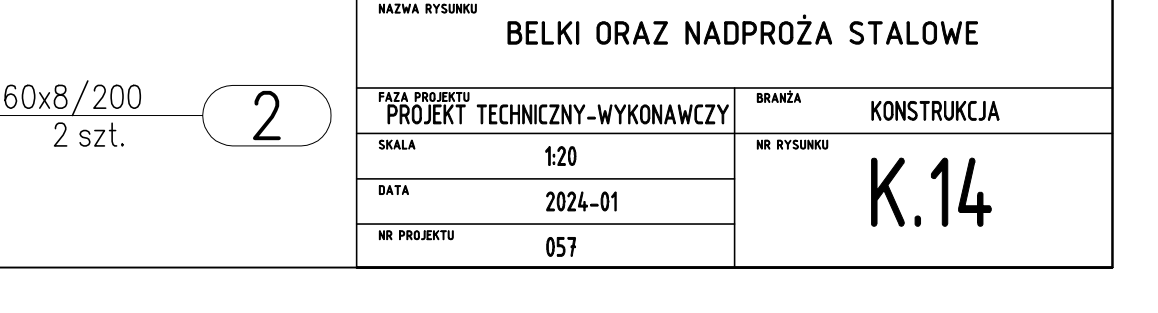 NAZWA RYSUNKU
BELKI ORAZ NADPROŻA STALOWE
60x8/200
2 szt.
2
FAZA PROJEKTU
PROJEKT TECHNICZNY-WYKONAWCZY
BRANŻA
KONSTRUKCJA
SKALA
1:20
NR RYSUNKU
K.14
DATA
2024-01
NR PROJEKTU
057